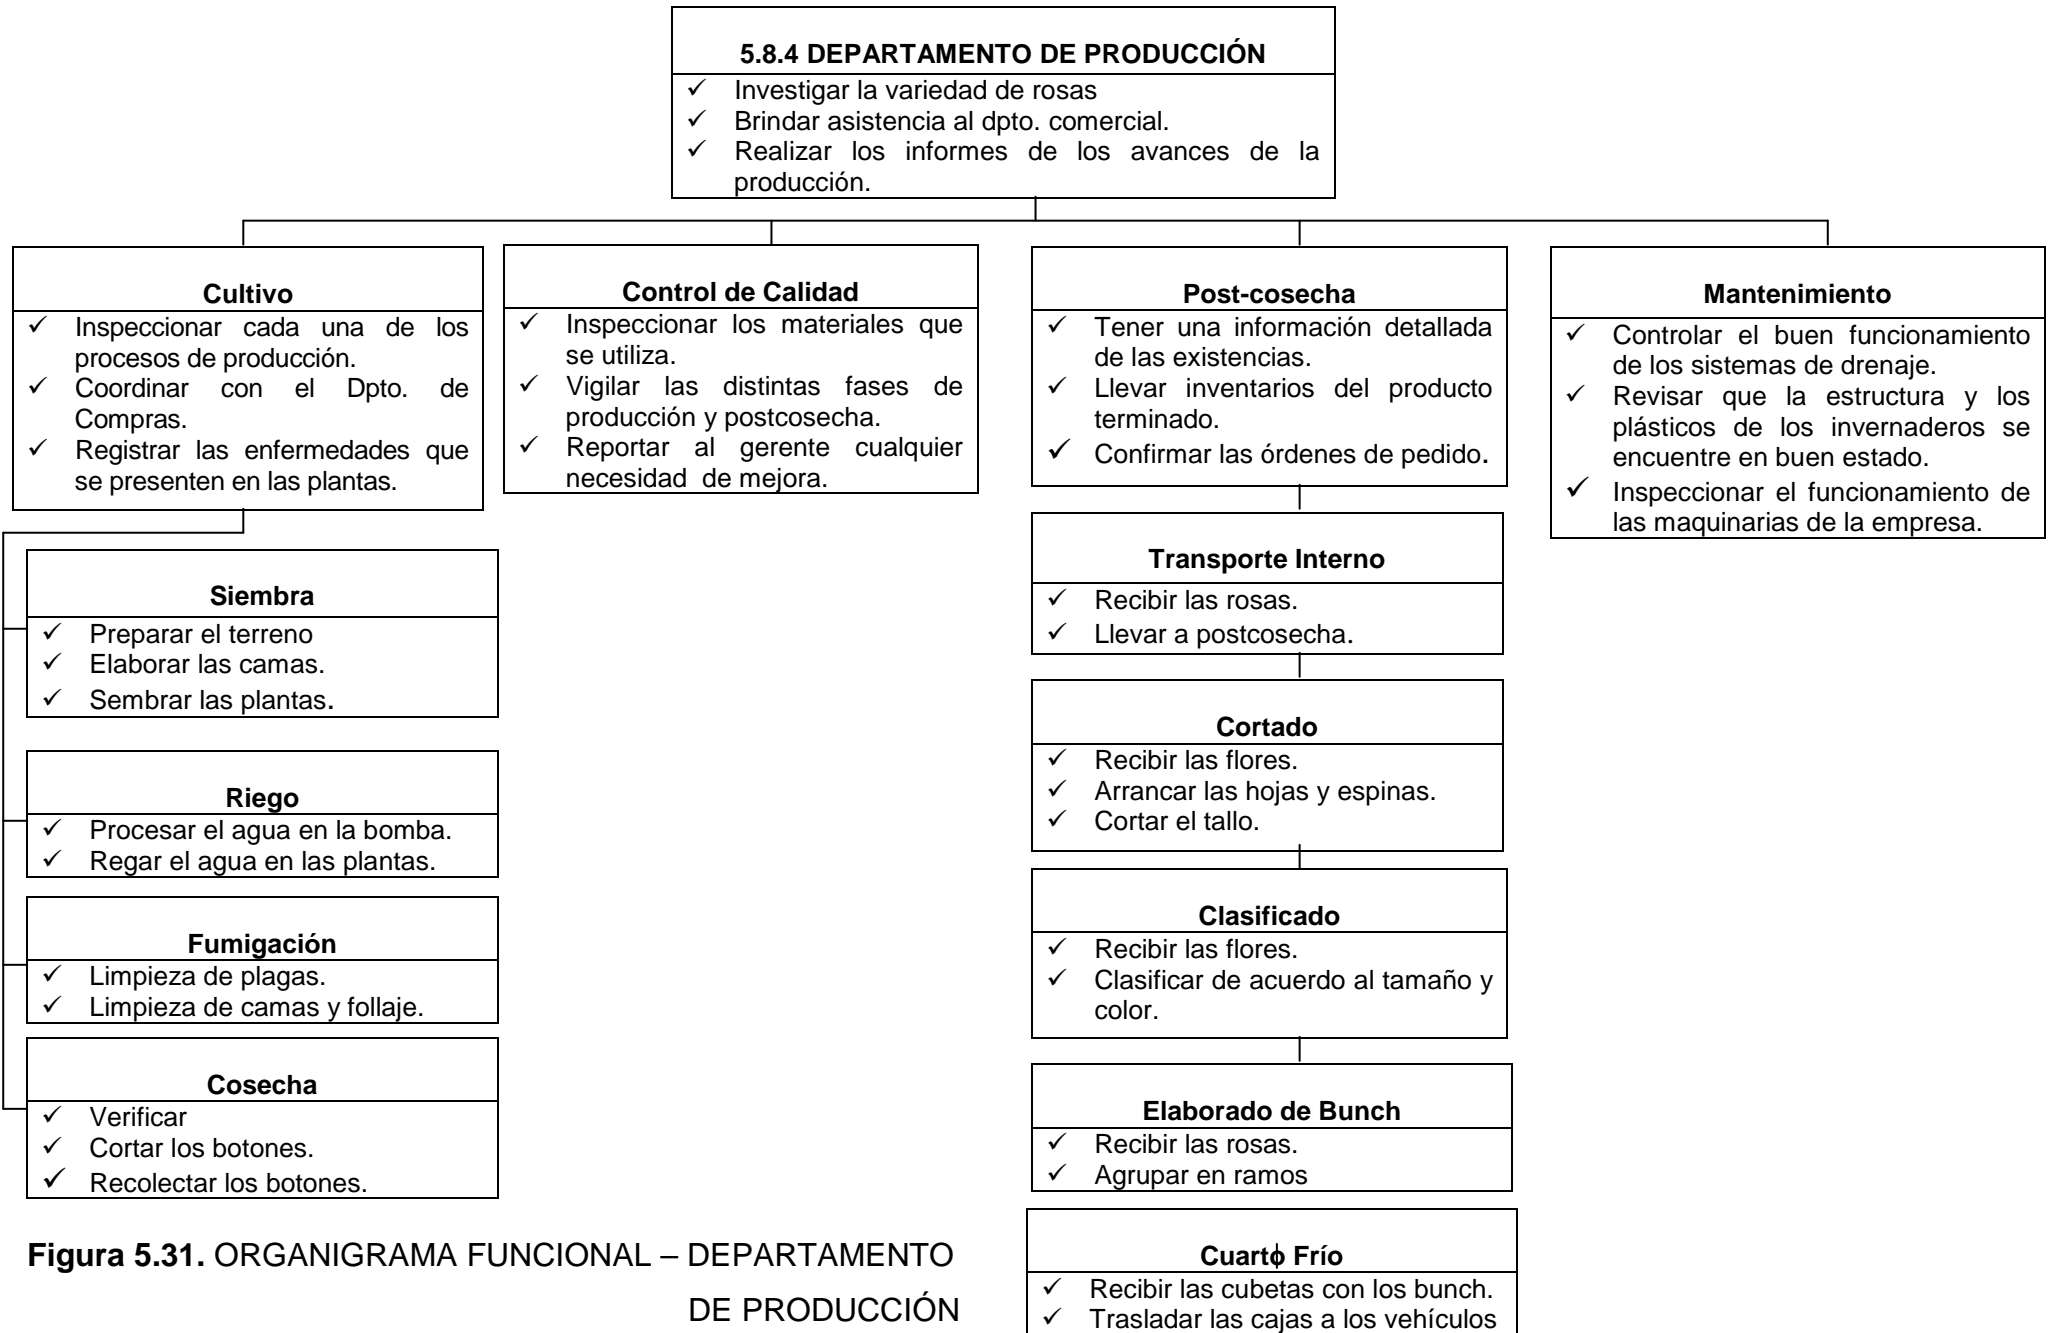 5.8.4 DEPARTAMENTO DE PRODUCCIÓN
✓ Investigar la variedad de rosas
✓ Brindar asistencia al dpto. comercial.
✓ Realizar los informes de los avances de la
producción.
Cultivo
✓ Inspeccionar cada una de los
procesos de producción.
✓ Coordinar con el Dpto. de
Compras.
✓ Registrar las enfermedades que
se presenten en las plantas.
Control de Calidad
✓ Inspeccionar los materiales que
se utiliza.
✓ Vigilar las distintas fases de
producción y postcosecha.
✓ Reportar al gerente cualquier
necesidad de mejora.
Post-cosecha
✓ Tener una información detallada
de las existencias.
✓ Llevar inventarios del producto
terminado.
✓ Confirmar las órdenes de pedido.
Mantenimiento
✓ Controlar el buen funcionamiento
de los sistemas de drenaje.
✓ Revisar que la estructura y los
plásticos de los invernaderos se
encuentre en buen estado.
✓ Inspeccionar el funcionamiento de
las maquinarias de la empresa.
Siembra
✓ Preparar el terreno
✓ Elaborar las camas.
✓ Sembrar las plantas.
Riego
✓ Procesar el agua en la bomba.
✓ Regar el agua en las plantas.
Fumigación
✓ Limpieza de plagas.
✓ Limpieza de camas y follaje.
Cosecha
✓ Verificar
✓ Cortar los botones.
✓ Recolectar los botones.
Transporte Interno
✓ Recibir las rosas.
✓ Llevar a postcosecha.
Cortado
✓ Recibir las flores.
✓ Arrancar las hojas y espinas.
✓ Cortar el tallo.
Clasificado
✓ Recibir las flores.
✓ Clasificar de acuerdo al tamaño y
color.
Elaborado de Bunch
✓ Recibir las rosas.
✓ Agrupar en ramos
Cuarto Frío
✓ Recibir las cubetas con los bunch.
✓ Trasladar las cajas a los vehículos
Figura 5.31. ORGANIGRAMA FUNCIONAL – DEPARTAMENTO
DE PRODUCCIÓN